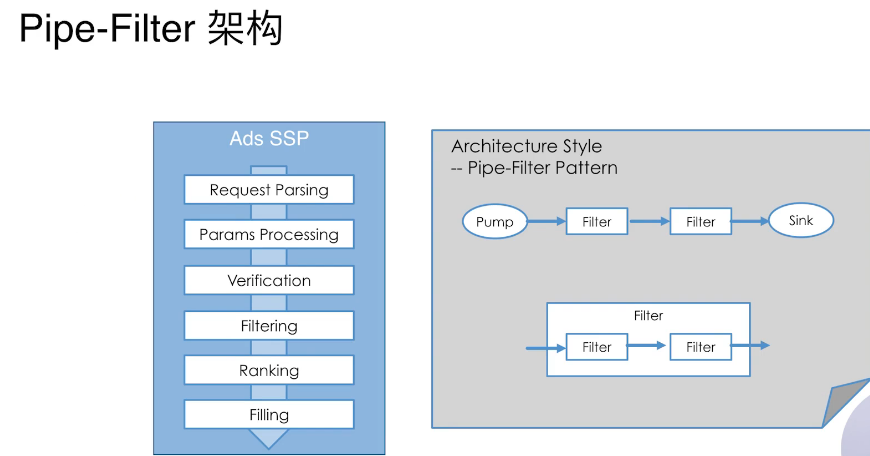 Pipe-Filter 架构
Ads SSP
Request Parsing
Params Processing
Verification
Filtering
Ranking
Filling
Architecture Style
-- Pipe-Filter Pattern
Pump
Filter
Filter
Sink
Filter
Filter
Filter